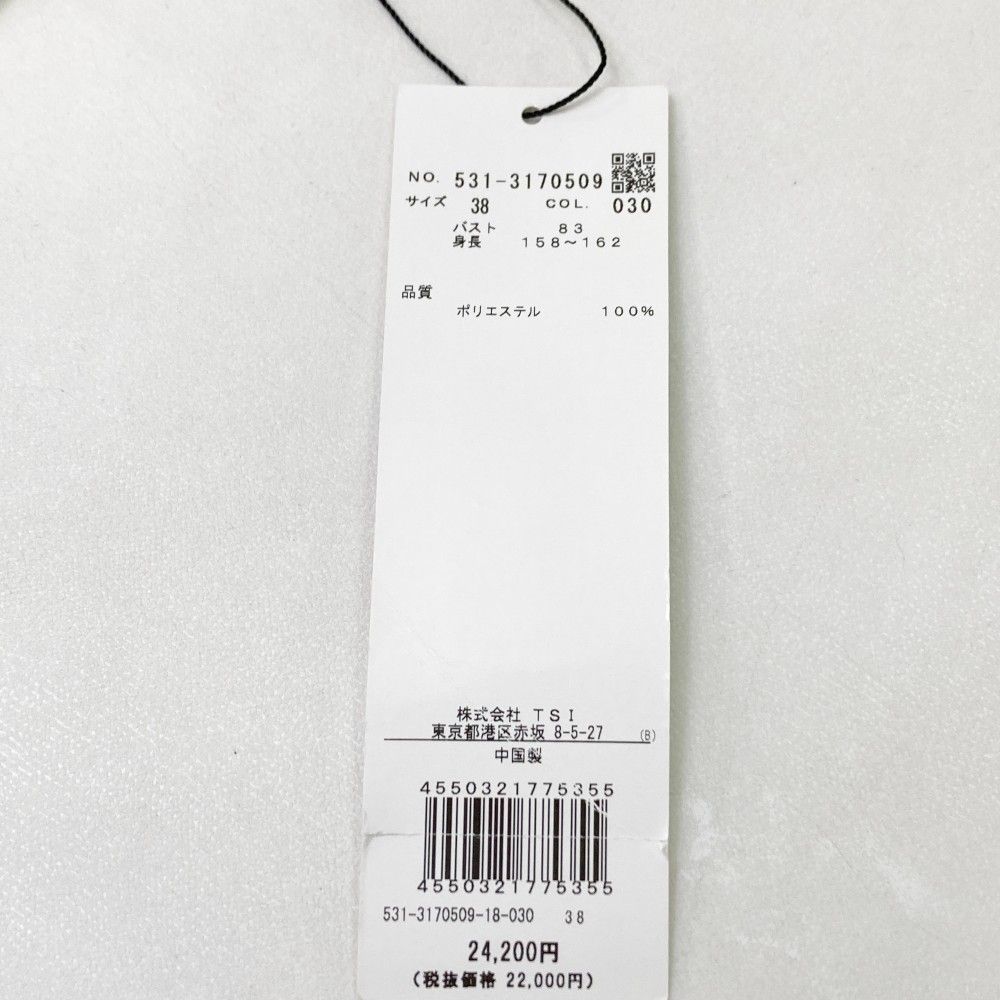 NO. 531-3170509
サイズ 38 COL. 030
バスト 83
身長 158～162
品質
ポリエステル 100%
株式会社 TSI
東京都港区赤坂 8-5-27 (8)
中国製
4550321775355
4550321775355
531-3170509-18-030 38
24,200円
(税抜価格 22,000円)